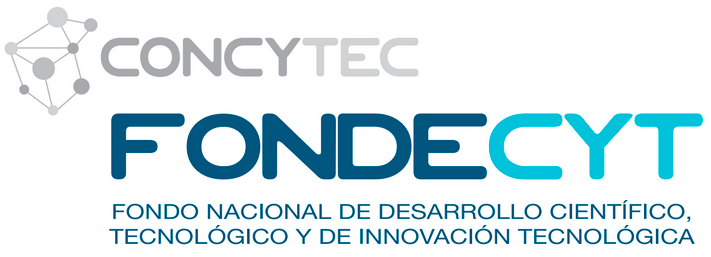 CONCYTEC
FONDECYT
FONDO NACIONAL DE DESARROLLO CIENTÍFICO,
TECNOLÓGICO Y DE INNOVACIÓN TECNOLÓGICA